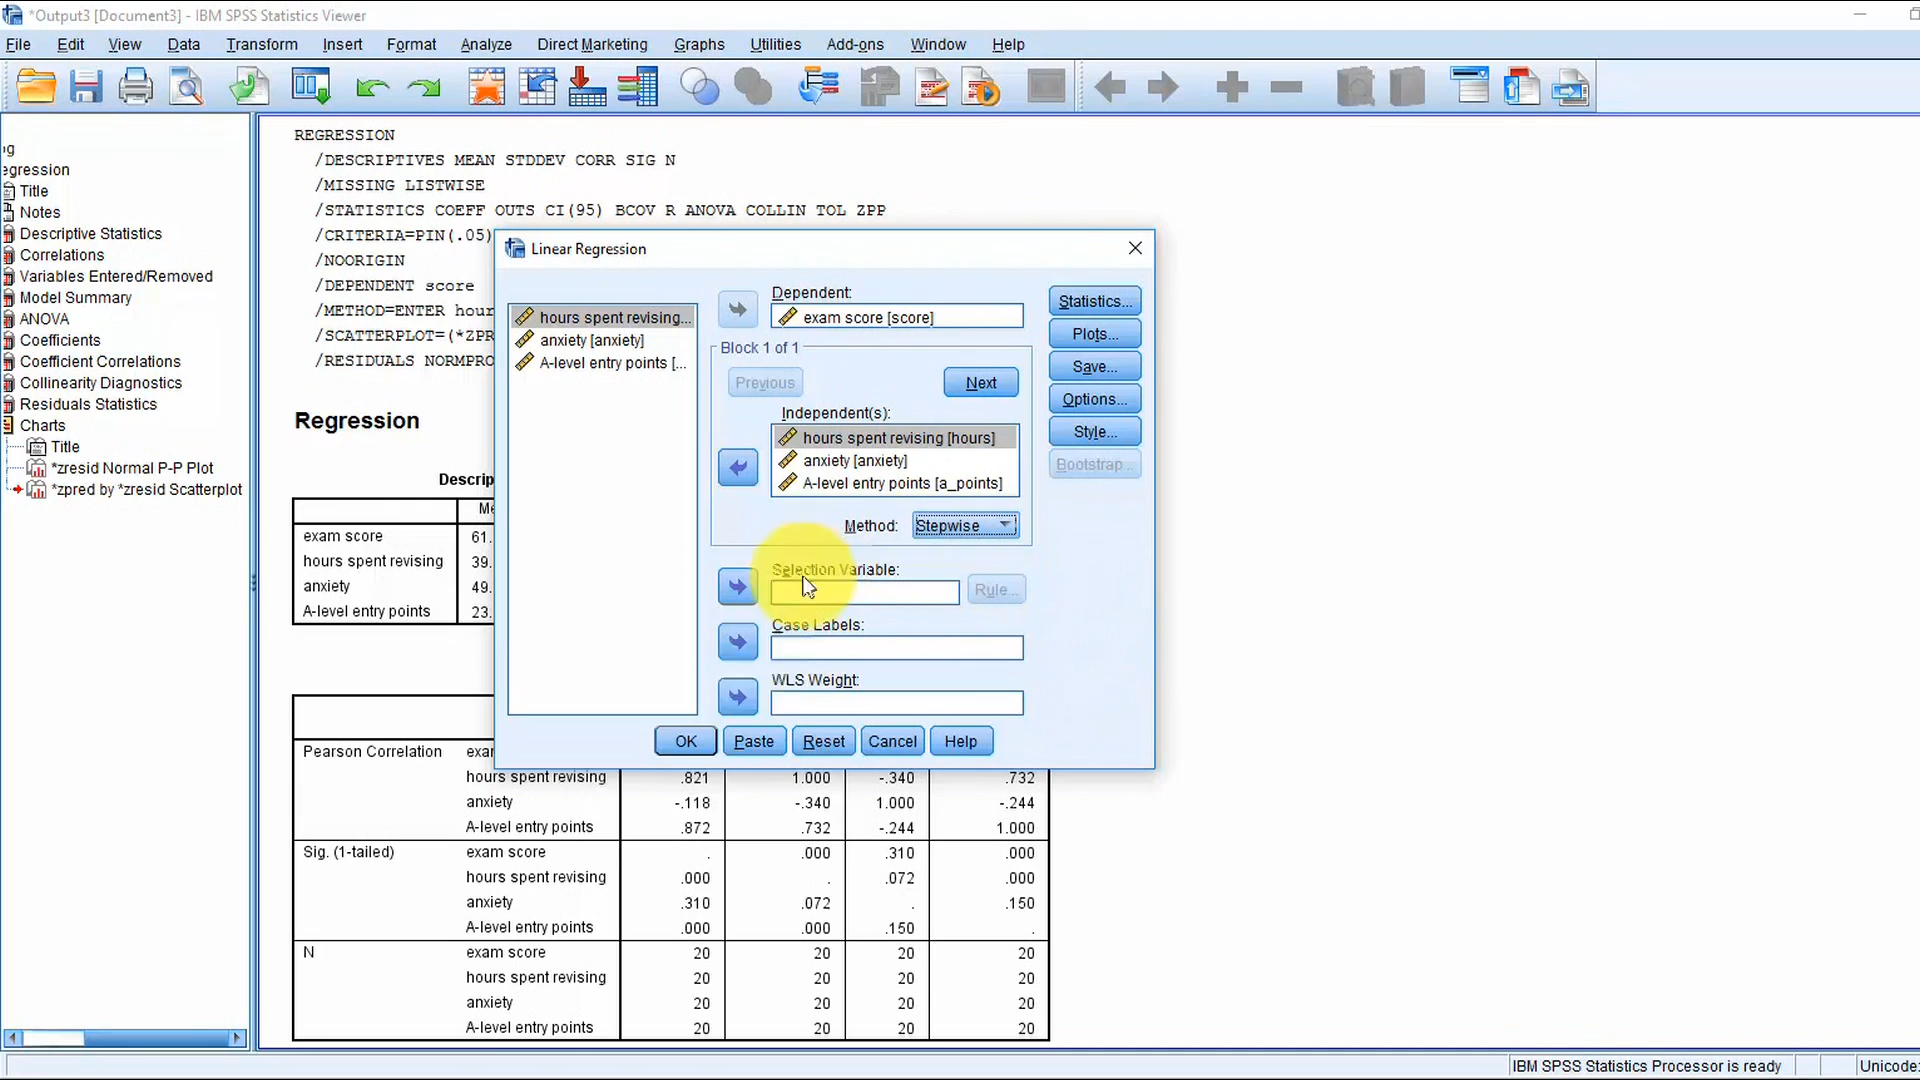 *Output3 [Document3] - IBM SPSS Statistics Viewer
File Edit View Data Transform Insert Format Analyze Direct Marketing Graphs Utilities Add-ons Window Help
og
egression
Title
Notes
Descriptive Statistics
Correlations
Variables Entered/Removed
Model Summary
ANOVA
Coefficients
Coefficient Correlations
Collinearity Diagnostics
Residuals Statistics
Charts
Title
*zresid Normal P-P Plot
*zpred by *zresid Scatterplot
REGRESSION
/DESCRIPTIVES MEAN STDDEV CORR SIG N
/MISSING LISTWISE
/STATISTICS COEFF OUTS CI(95) BCOV R ANOVA COLLIN TOL ZPP
/CRITERIA=PIN(.05)
/NOORIGIN
/DEPENDENT score
/METHOD=ENTER hour
/SCATTERPLOT=(*ZPR
/RESIDUALS NORMPRO
Regression
Descrip
Me
exam score 61.
hours spent revising 39.
anxiety 49.
A-level entry points 23.
Linear Regression
hours spent revising...
anxiety [anxiety]
A-level entry points [...
Dependent:
exam score [score]
Block 1 of 1
Previous Next
Independent(s):
hours spent revising [hours]
anxiety [anxiety]
A-level entry points [a_points]
Method: Stepwise
Selection Variable:
Rule...
Case Labels:
WLS Weight:
Statistics...
Plots...
Save...
Options...
Style...
Bootstrap...
OK Paste Reset Cancel Help
Pearson Correlation exa
hours spent revising .821 1.000 -.340 .732
anxiety -.118 -.340 1.000 -.244
A-level entry points .872 .732 -.244 1.000
Sig. (1-tailed) exam score . .000 .310 .000
hours spent revising .000 . .072 .000
anxiety .310 .072 . .150
A-level entry points .000 .000 .150 .
N exam score 20 20 20 20
hours spent revising 20 20 20 20
anxiety 20 20 20 20
A-level entry points 20 20 20 20
IBM SPSS Statistics Processor is ready Unicode: